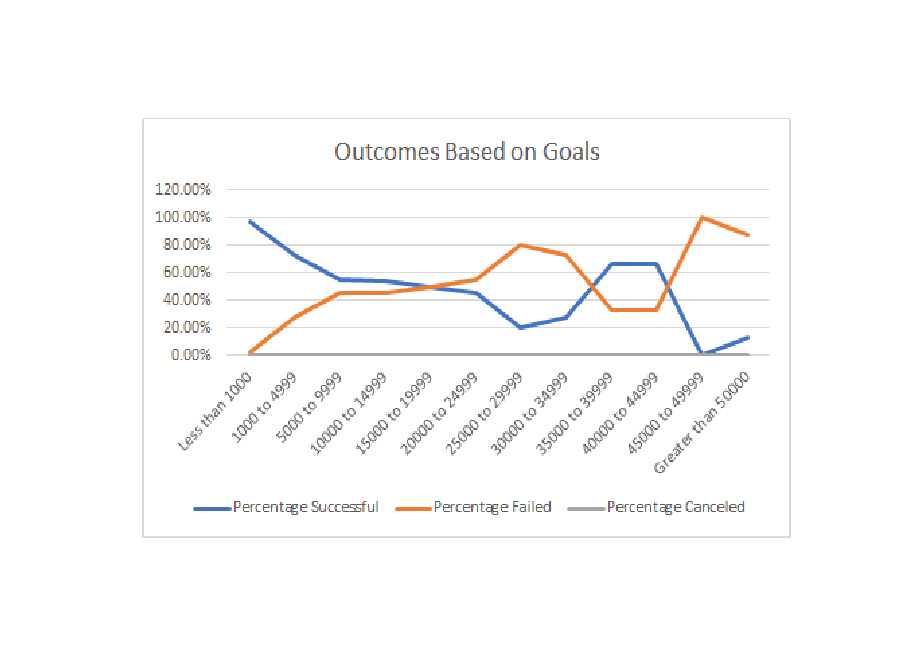 Outcomes Based on Goals
120.00%
100.00%
80.00%
60.00%
40.00%
20.00%
0.00%
Less than 1000
1000 to 4999
5000 to 9999
10000 to 14999
15000 to 19999
20000 to 24999
25000 to 29999
30000 to 34999
35000 to 39999
40000 to 44999
45000 to 49999
Greater than 50000
Percentage Successful
Percentage Failed
Percentage Canceled